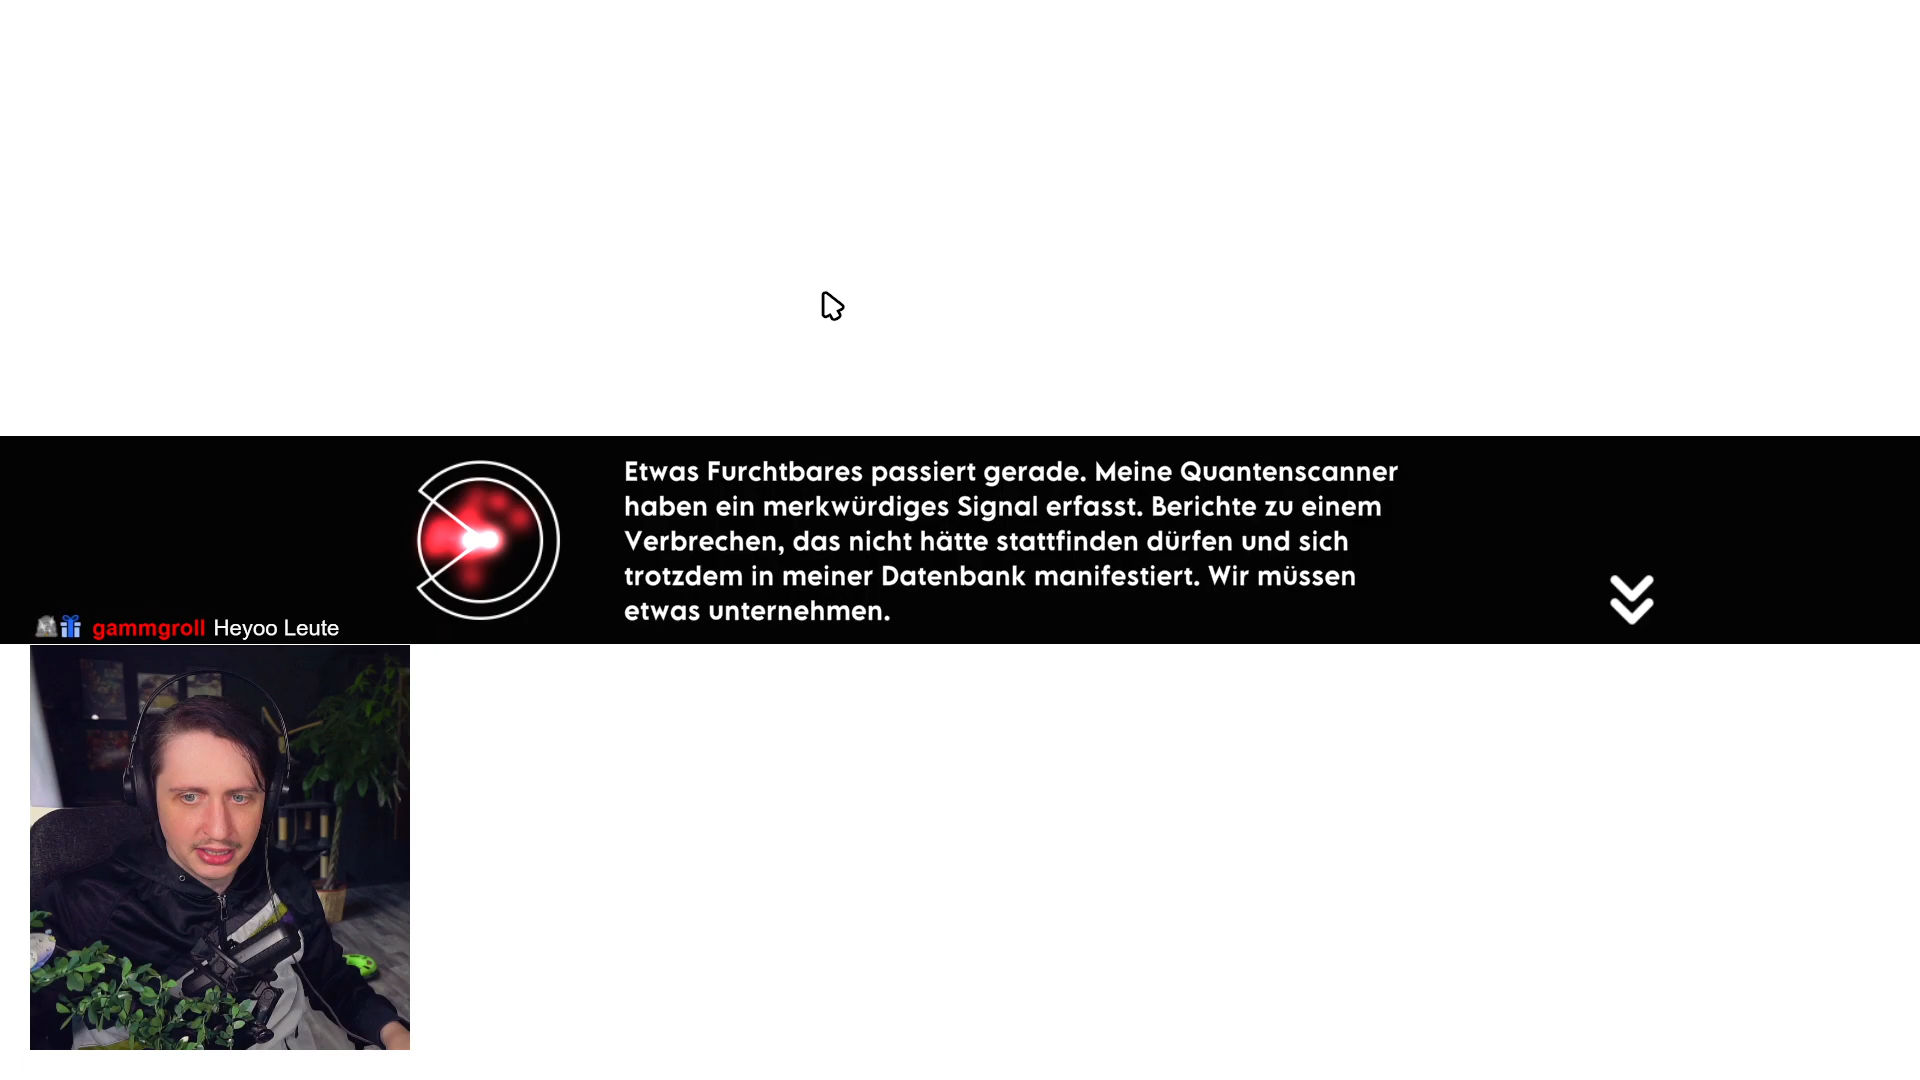 Etwas Furchtbares passiert gerade. Meine Quantenscanner
haben ein merkwürdiges Signal erfasst. Berichte zu einem
Verbrechen, das nicht hätte stattfinden dürfen und sich
trotzdem in meiner Datenbank manifestiert. Wir müssen
etwas unternehmen.
gammgroll Heyoo Leute